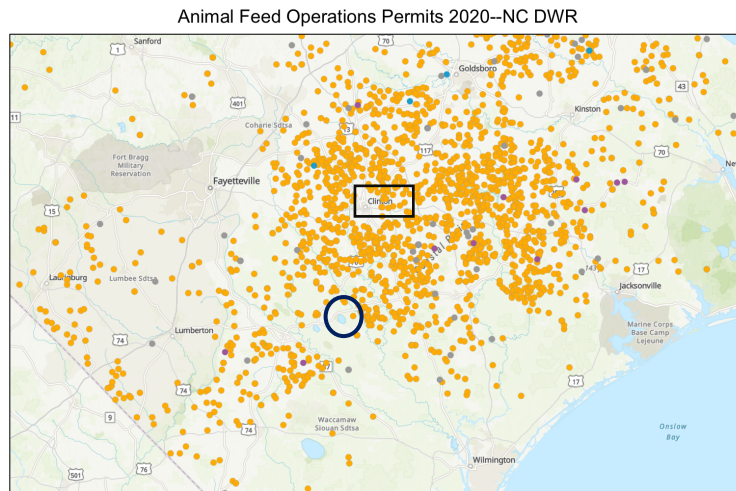 Animal Feed Operations Permits 2020--NC DWR
Sanford
1
70
Goldsboro
43
401
Kinston
11
Coharie Sdtsa
3
117
70
Fort Bragg
Military
Reservation
Fayetteville
Clinton
15
17
Lumbee Sdtsa
Jacksonville
74
Lumberton
Marine Corps
Base Camp
Lejeune
17
74
9
Waccamaw
Siouan Sdtsa
74
Onslow
Bay
501
76
Wilmington